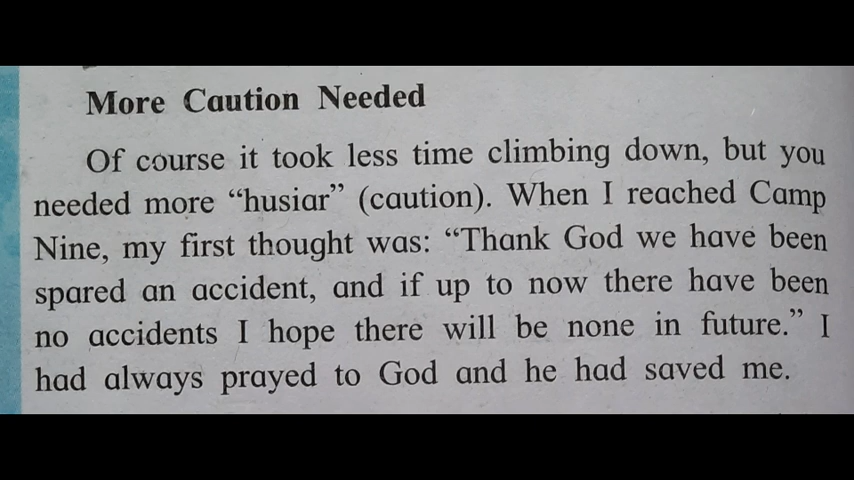 More Caution Needed
Of course it took less time climbing down, but you
needed more “husiar” (caution). When I reached Camp
Nine, my first thought was: “Thank God we have been
spared an accident, and if up to now there have been
no accidents I hope there will be none in future.” I
had always prayed to God and he had saved me.